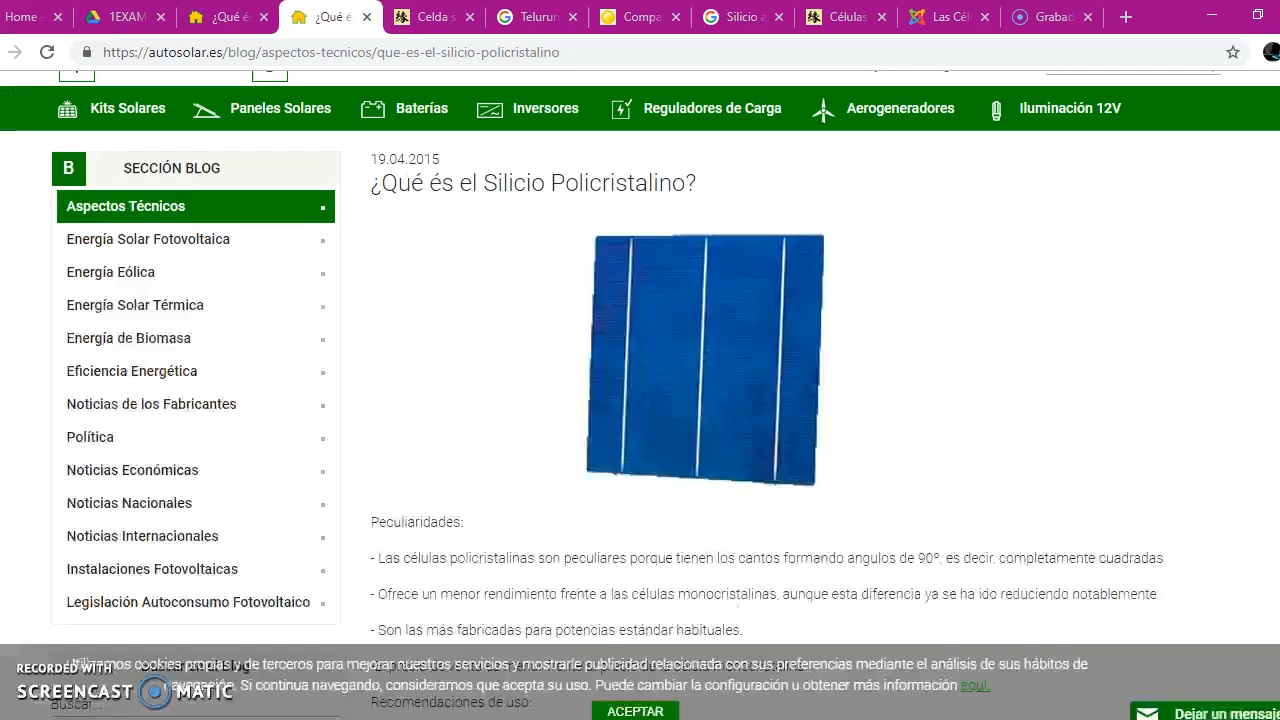 Home -
1EXAM
¿Qué é
¿Qué é
Celda s
Telurur
Compa
Silicio a
Células
Las Cél
Grabad
https://autosolar.es/blog/aspectos-tecnicos/que-es-el-silicio-policristalino
Kits Solares Paneles Solares Baterías Inversores Reguladores de Carga Aerogeneradores Iluminación 12V
B SECCIÓN BLOG
Aspectos Técnicos
Energía Solar Fotovoltaica
Energía Eólica
Energía Solar Térmica
Energía de Biomasa
Eficiencia Energética
Noticias de los Fabricantes
Política
Noticias Económicas
Noticias Nacionales
Noticias Internacionales
Instalaciones Fotovoltaicas
Legislación Autoconsumo Fotovoltaico
19.04.2015
¿Qué és el Silicio Policristalino?
Peculiaridades:
- Las células policristalinas son peculiares porque tienen los cantos formando angulos de 90º, es decir, completamente cuadradas
- Ofrece un menor rendimiento frente a las células monocristalinas, aunque esta diferencia ya se ha ido reduciendo notablemente
- Son las más fabricadas para potencias estándar habituales.
Utilizamos cookies propias y de terceros para mejorar nuestros servicios y mostrarle publicidad relacionada con sus preferencias mediante el análisis de sus hábitos de
navegación. Si continua navegando, consideramos que acepta su uso. Puede cambiar la configuración u obtener más información aquí.
Recomendaciones de uso:
Buscar...
ACEPTAR
Dejar un mensaje
RECORDED WITH
SCREENCAST MATIC